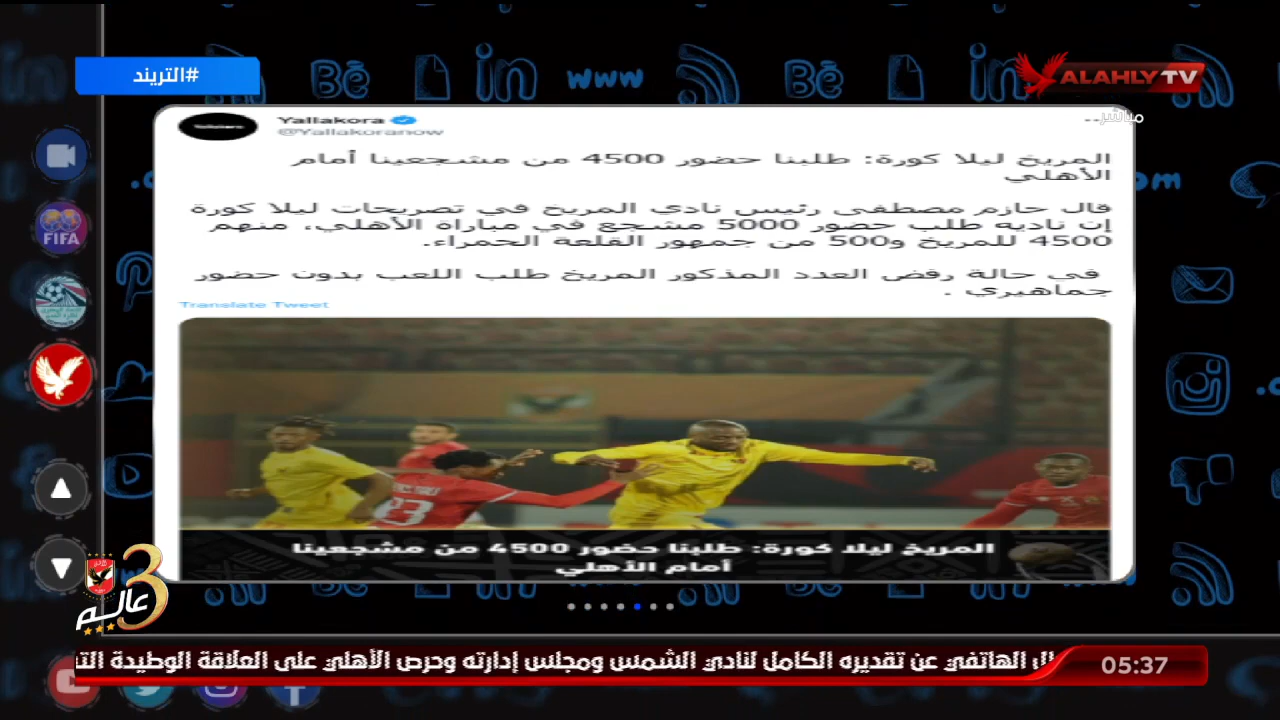 #التريند
ALAHLY TV
مباشر
Yallakora
@Yallakoranow
المريخ ليلا كورة: طلبنا حضور 4500 من مشجعينا أمام
الأهلي
قال حازم مصطفى رئيس نادي المريخ في تصريحات ليلا كورة
إن ناديه طلب حضور 5000 مشجع في مباراة الأهلي، منهم
4500 للمريخ و500 من جمهور القلعة الحمراء.
في حالة رفض العدد المذكور المريخ طلب اللعب بدون حضور
جماهيري .
Translate Tweet
FIFA
المريخ ليلا كورة: طلبنا حضور 4500 من مشجعينا
أمام الأهلي
3
عالم
الهاتفي عن تقديره الكامل لنادي الشمس ومجلس إدارته وحرص الأهلي على العلاقة الوطيدة
05:37